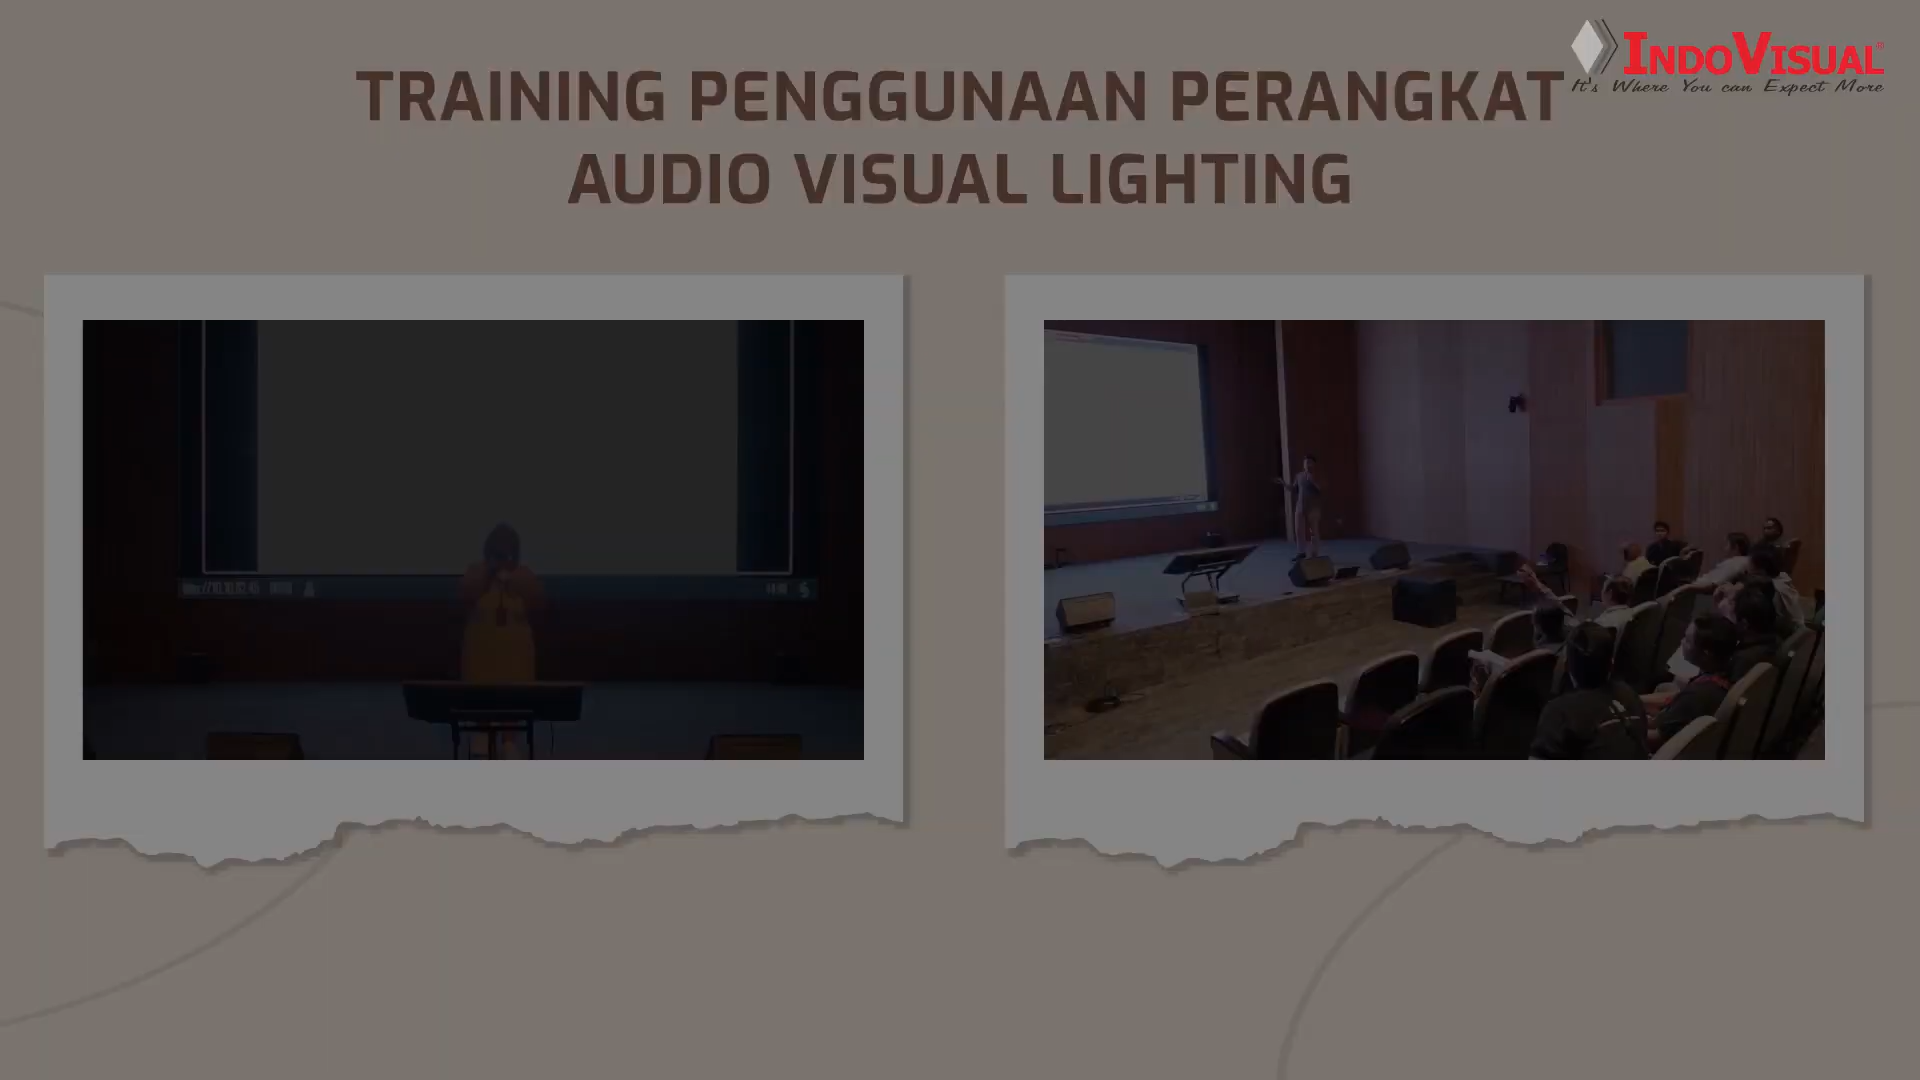 TRAINING PENGGUNAAN PERANGKAT
AUDIO VISUAL LIGHTING
INDOVISUAL®
It's Where You can Expect More